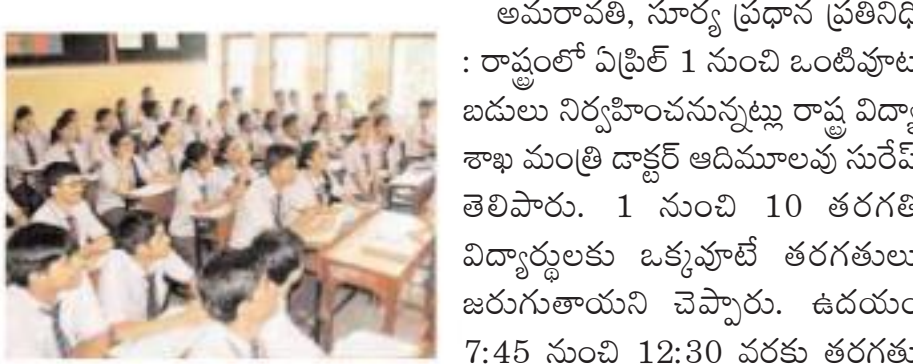 అమరావతి, సూర్య ప్రధాన ప్రతినిధి
: రాష్ట్రంలో ఏప్రిల్ 1 నుంచి ఒంటిపూట
బడులు నిర్వహించనున్నట్లు రాష్ట్ర విద్యా
శాఖ మంత్రి డాక్టర్ ఆదిమూలపు సురేష్
తెలిపారు. 1 నుంచి 10 తరగతి
విద్యార్థులకు ఒక్కపూటే తరగతులు
జరుగుతాయని చెప్పారు. ఉదయం
7:45 నుంచి 12:30 వరకు తరగతు